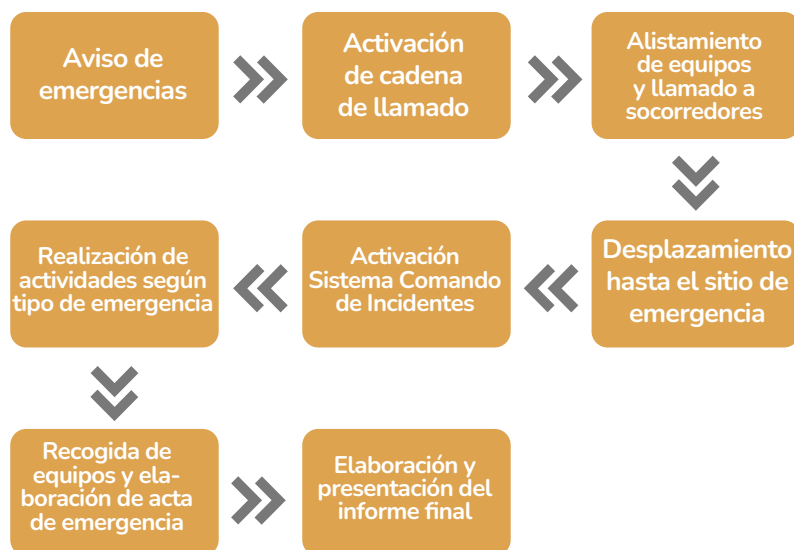 Aviso de
emergencias
Activación
de cadena
de llamado
Alistamiento
de equipos
y llamado a
socorredores
Desplazamiento
hasta el sitio de
emergencia
Activación
Sistema Comando
de Incidentes
Realización de
actividades según
tipo de emergencia
Recogida de
equipos y ela-
boración de acta
de emergencia
Elaboración y
presentación del
informe final